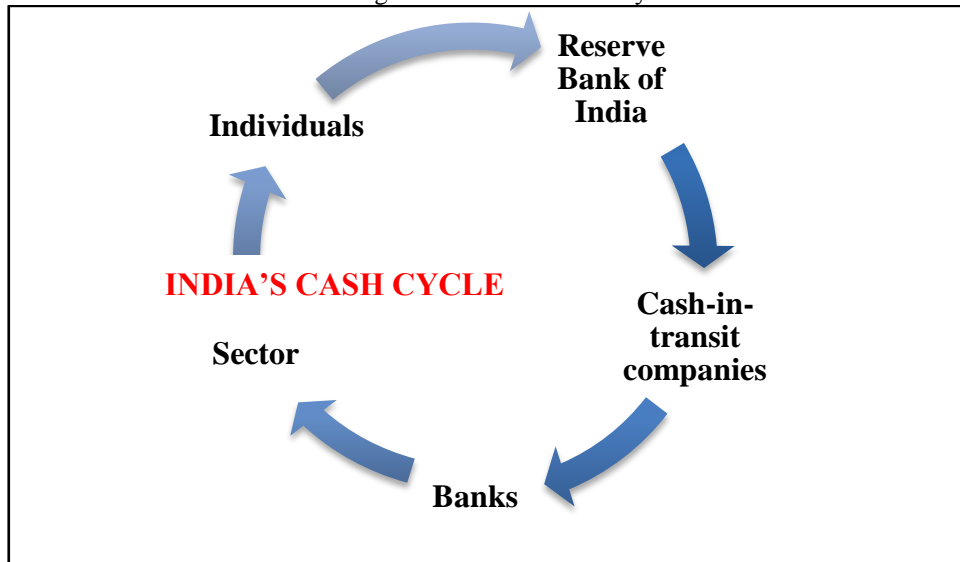 Reserve
Bank of
India
Individuals
INDIA’S CASH CYCLE
Cash-in-
transit
companies
Sector
Banks